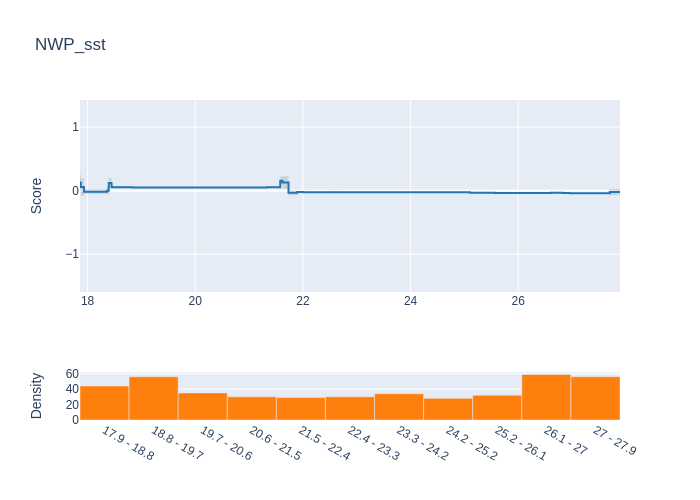 NWP_sst
Score
1
0
−1
18 20 22 24 26
Density
60
40
20
0
17.9 - 18.8
18.8 - 19.7
19.7 - 20.6
20.6 - 21.5
21.5 - 22.4
22.4 - 23.3
23.3 - 24.2
24.2 - 25.2
25.2 - 26.1
26.1 - 27
27 - 27.9